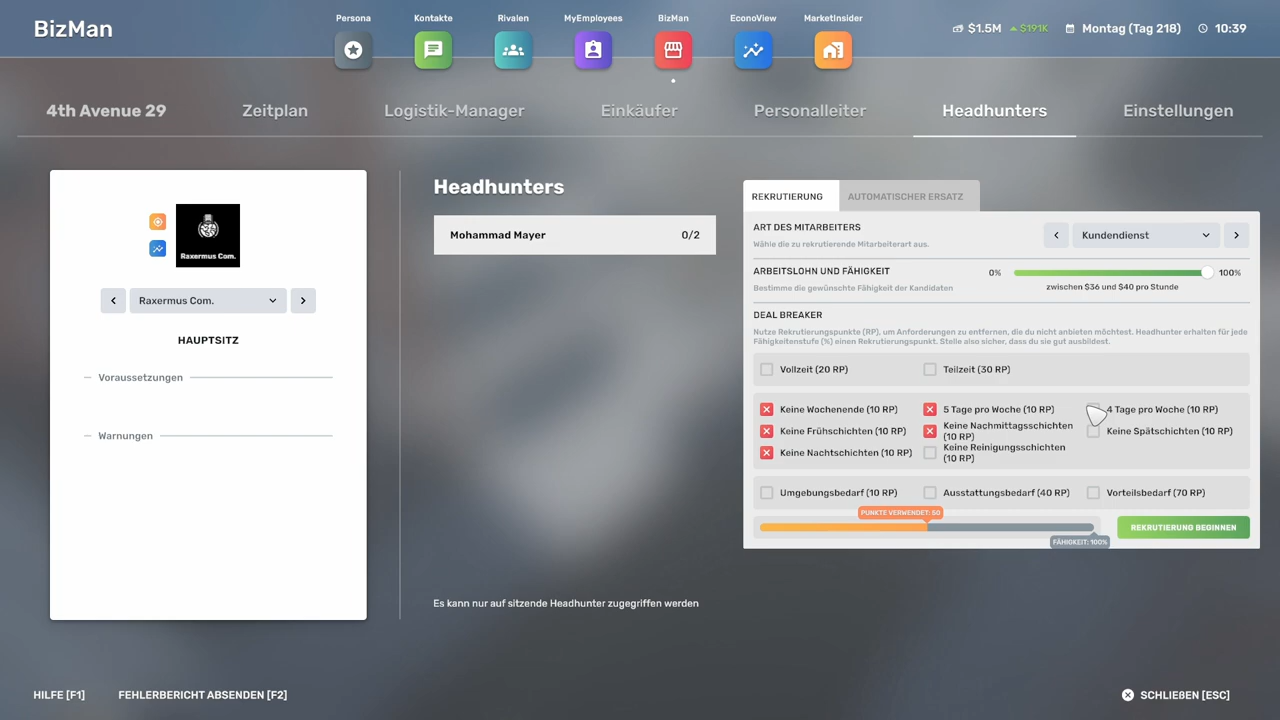 BizMan
Persona
Kontakte
Rivalen
MyEmployees
BizMan
EconoView
MarketInsider
$1.5M
$191K
Montag (Tag 218)
10:39
4th Avenue 29
Zeitplan
Logistik-Manager
Einkäufer
Personalleiter
Headhunters
Einstellungen
Raxermus Com.
Raxermus Com.
HAUPTSITZ
Voraussetzungen
Warnungen
Headhunters
Mohammad Mayer 0/2
Es kann nur auf sitzende Headhunter zugegriffen werden
REKRUTIERUNG
AUTOMATISCHER ERSATZ
ART DES MITARBEITERS
Wähle die zu rekrutierende Mitarbeiterart aus.
Kundendienst
ARBEITSLOHN UND FÄHIGKEIT
Bestimme die gewünschte Fähigkeit der Kandidaten
0%
100%
zwischen $36 und $40 pro Stunde
DEAL BREAKER
Nutze Rekrutierungspunkte (RP), um Anforderungen zu entfernen, die du nicht anbieten möchtest. Headhunter erhalten für jede
Fähigkeitenstufe (%) einen Rekrutierungspunkt. Stelle also sicher, dass du sie gut ausbildest.
Vollzeit (20 RP)
Teilzeit (30 RP)
Keine Wochenende (10 RP)
5 Tage pro Woche (10 RP)
4 Tage pro Woche (10 RP)
Keine Frühschichten (10 RP)
Keine Nachmittagsschichten
(10 RP)
Keine Spätschichten (10 RP)
Keine Nachtschichten (10 RP)
Keine Reinigungsschichten
(10 RP)
Umgebungsbedarf (10 RP)
Ausstattungsbedarf (40 RP)
Vorteilsbedarf (70 RP)
PUNKTE VERWENDET: 50
FÄHIGKEIT: 100%
REKRUTIERUNG BEGINNEN
HILFE [F1]
FEHLERBERICHT ABSENDEN [F2]
SCHLIEßEN [ESC]